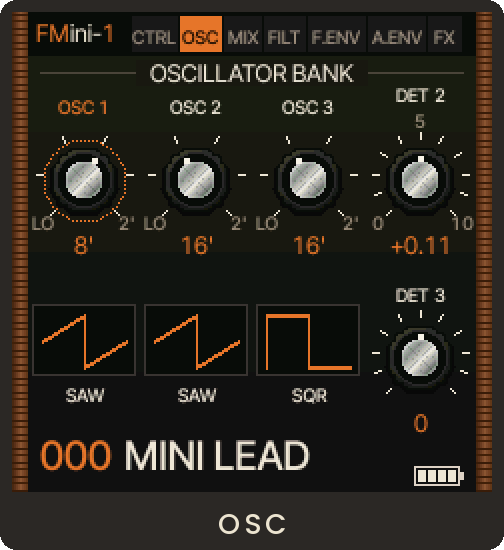 FMini-1 CTRL OSC MIX FILT F.ENV A.ENV FX
OSCILLATOR BANK
OSC 1 OSC 2 OSC 3 DET 2
5
LO 2' LO 2' LO 2' 0 10
8' 16' 16' +0.11
DET 3
SAW SAW SQR
0
000 MINI LEAD
OSC